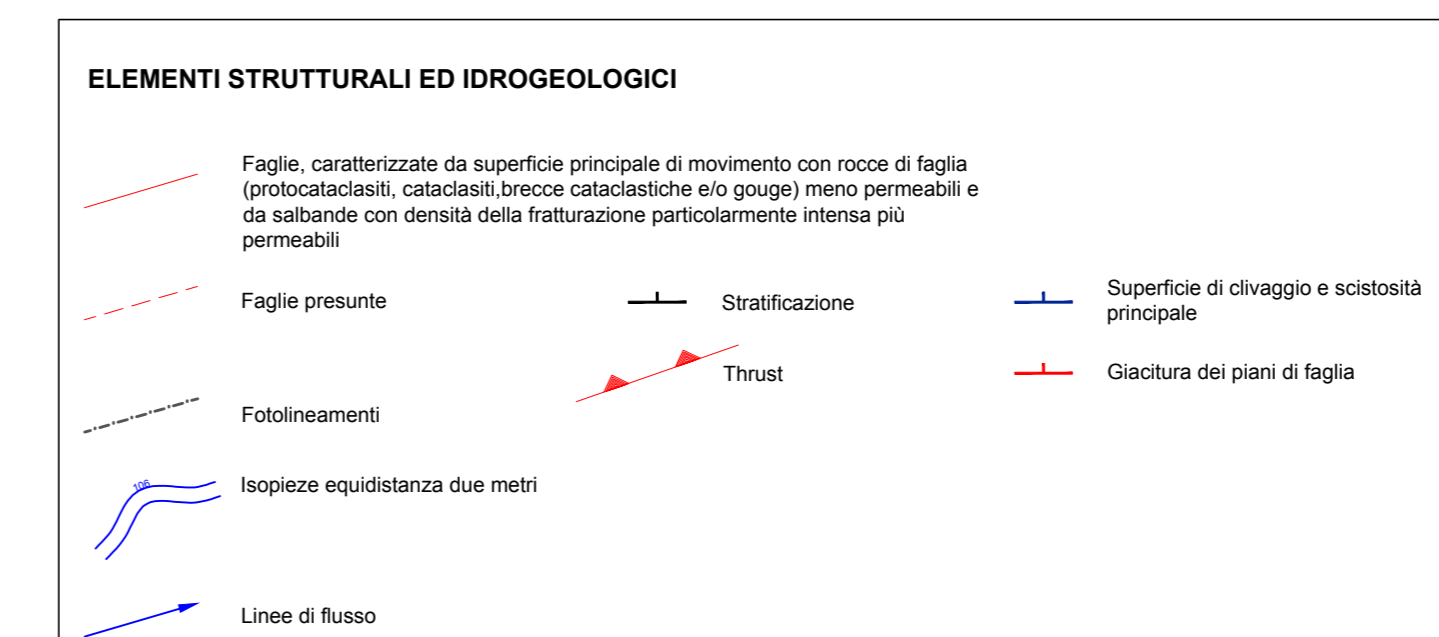 ELEMENTI STRUTTURALI ED IDROGEOLOGICI
Faglie, caratterizzate da superficie principale di movimento con rocce di faglia
(protocataclasiti, cataclasiti,brecce cataclastiche e/o gouge) meno permeabili e
da salbande con densità della fratturazione particolarmente intensa più
permeabili
Faglie presunte
Stratificazione
Superficie di clivaggio e scistosità
principale
Thrust
Giacitura dei piani di faglia
Fotolineamenti
106
Isopieze equidistanza due metri
Linee di flusso